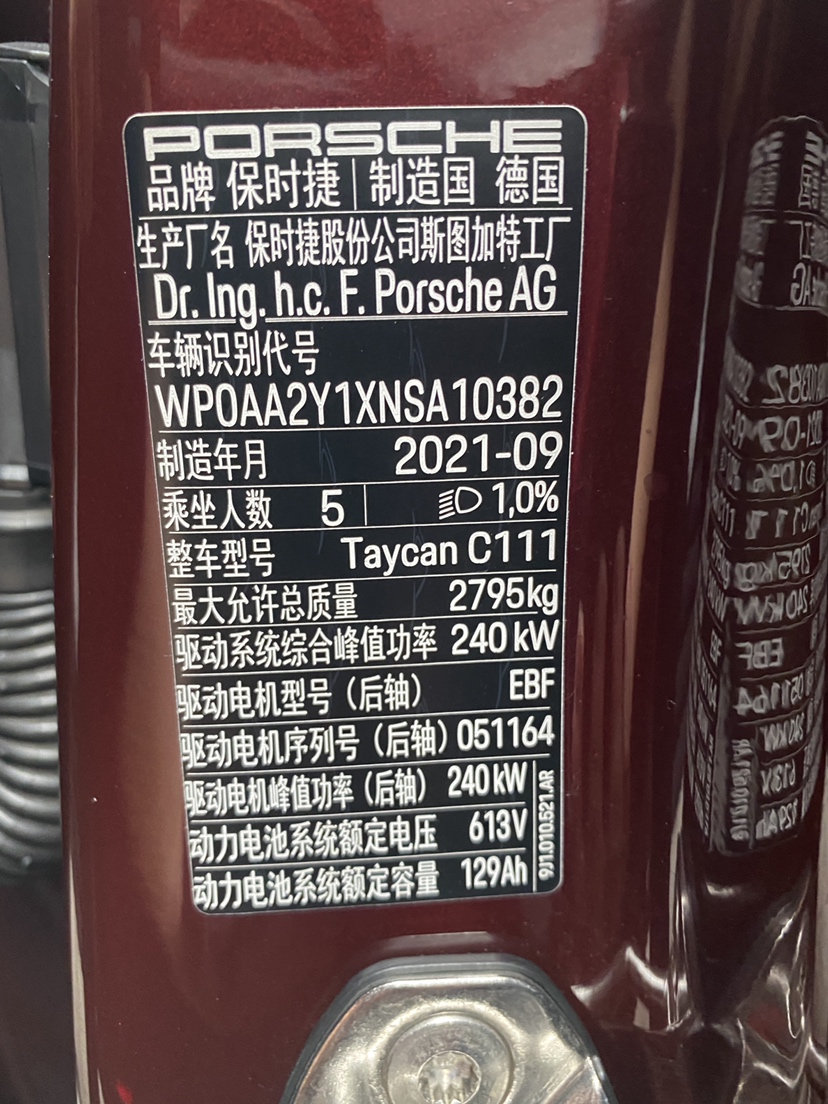 PORSCHE
品牌 保时捷 制造国 德国
生产厂名 保时捷股份公司斯图加特工厂
Dr. Ing. h.c. F. Porsche AG
车辆识别代号
WP0AA2Y1XNSA10382
制造年月 2021-09
乘坐人数 5 1,0%
整车型号 Taycan C111
最大允许总质量 2795kg
驱动系统综合峰值功率 240 kW
驱动电机型号（后轴） EBF
驱动电机序列号（后轴） 051164
驱动电机峰值功率（后轴） 240 kW
动力电池系统额定电压 613V
动力电池系统额定容量 129Ah
9J1.010.521.AR